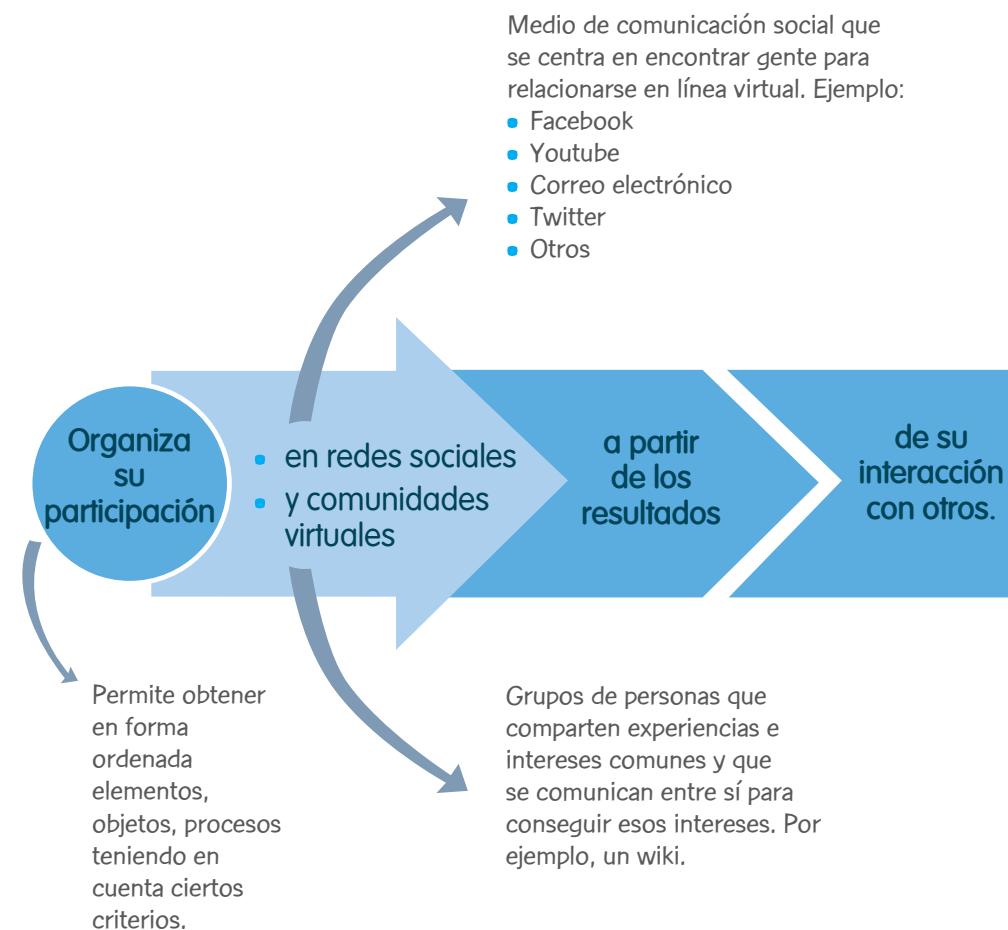 Medio de comunicación social que
se centra en encontrar gente para
relacionarse en línea virtual. Ejemplo:
• Facebook
• Youtube
• Correo electrónico
• Twitter
• Otros
Organiza
su
participación
• en redes sociales
• y comunidades
virtuales
a partir
de los
resultados
de su
interacción
con otros.
Permite obtener
en forma
ordenada
elementos,
objetos, procesos
teniendo en
cuenta ciertos
criterios.
Grupos de personas que
comparten experiencias e
intereses comunes y que
se comunican entre sí para
conseguir esos intereses. Por
ejemplo, un wiki.